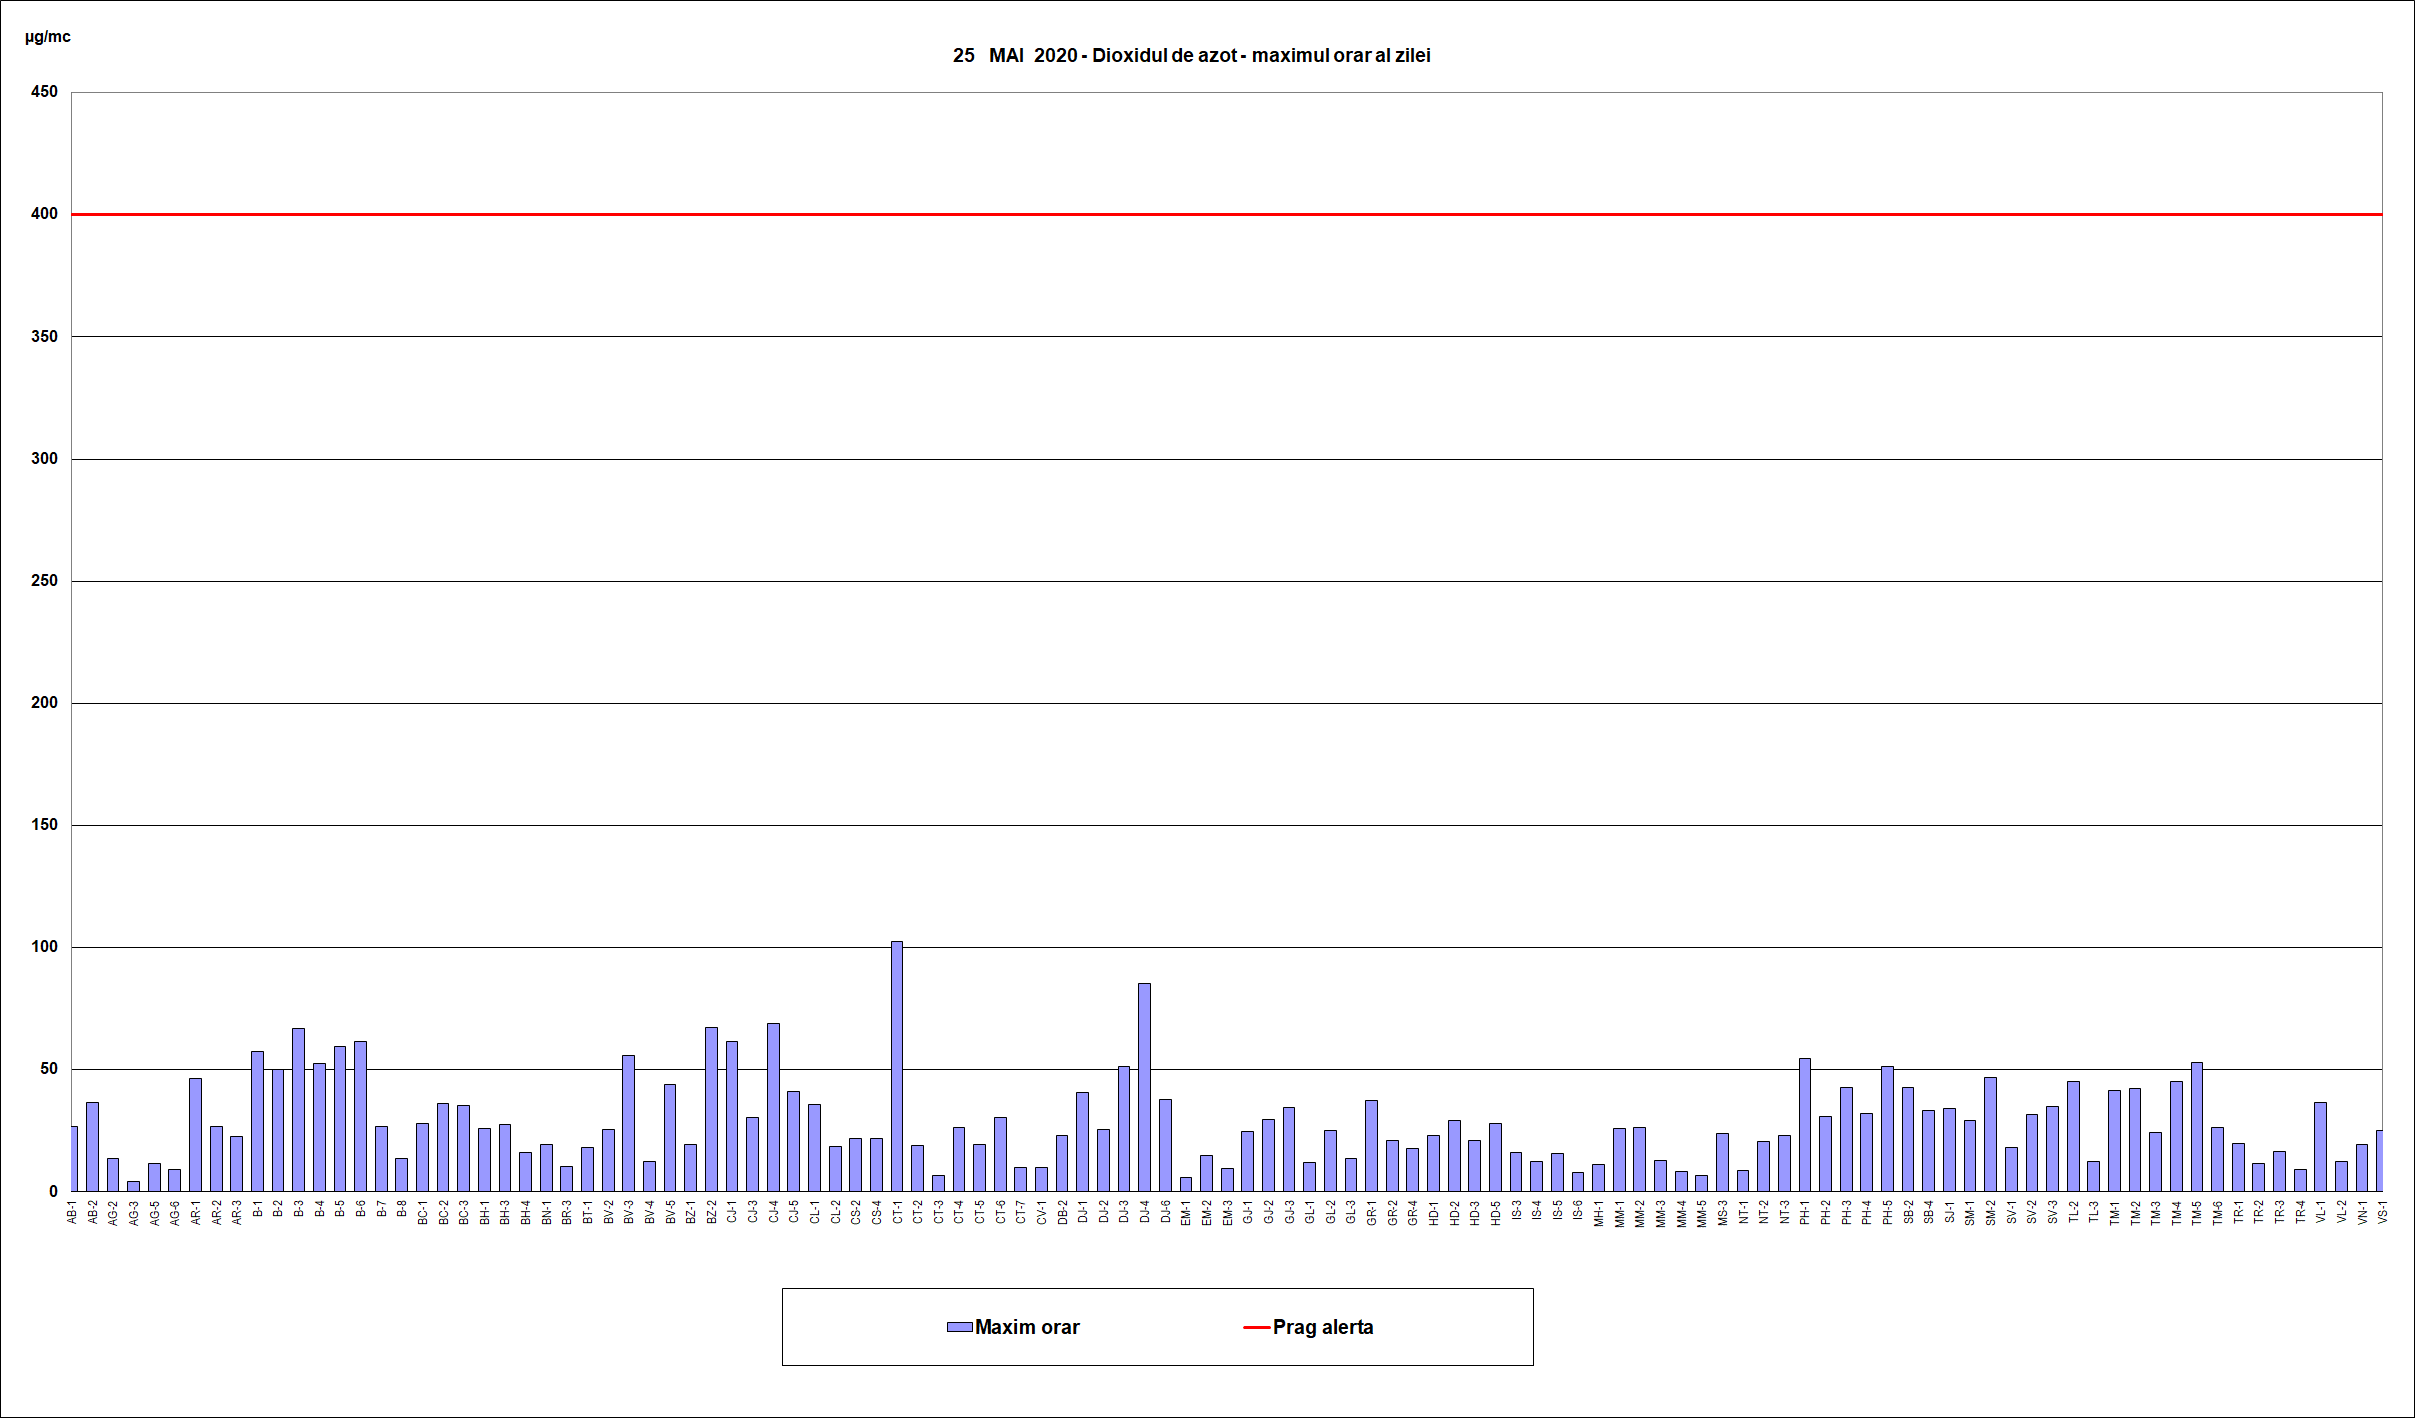 µg/mc
25 MAI 2020 - Dioxidul de azot - maximul orar al zilei
450
400
350
300
250
200
150
100
50
0
AB-1 AB-2 AG-2 AG-3 AG-5 AG-6 AR-1 AR-2 AR-3 B-1 B-2 B-3 B-4 B-5 B-6 B-7 B-8 BC-1 BC-2 BC-3 BH-1 BH-3 BH-4 BN-1 BR-3 BT-1 BV-2 BV-3 BV-4 BV-5 BZ-1 BZ-2 CJ-1 CJ-3 CJ-4 CJ-5 CL-1 CL-2 CS-2 CS-4 CT-1 CT-2 CT-3 CT-4 CT-5 CT-6 CT-7 CV-1 DB-2 DJ-1 DJ-2 DJ-3 DJ-4 DJ-6 EM-1 EM-2 EM-3 GJ-1 GJ-2 GJ-3 GL-1 GL-2 GL-3 GR-1 GR-2 GR-4 HD-1 HD-2 HD-3 HD-5 IS-3 IS-4 IS-5 IS-6 MH-1 MM-1 MM-2 MM-3 MM-4 MM-5 MS-3 NT-1 NT-2 NT-3 PH-1 PH-2 PH-3 PH-4 PH-5 SB-2 SB-4 SJ-1 SM-1 SM-2 SV-1 SV-2 SV-3 TL-2 TL-3 TM-1 TM-2 TM-3 TM-4 TM-5 TM-6 TR-1 TR-2 TR-3 TR-4 VL-1 VL-2 VN-1 VS-1
Maxim orar
Prag alerta